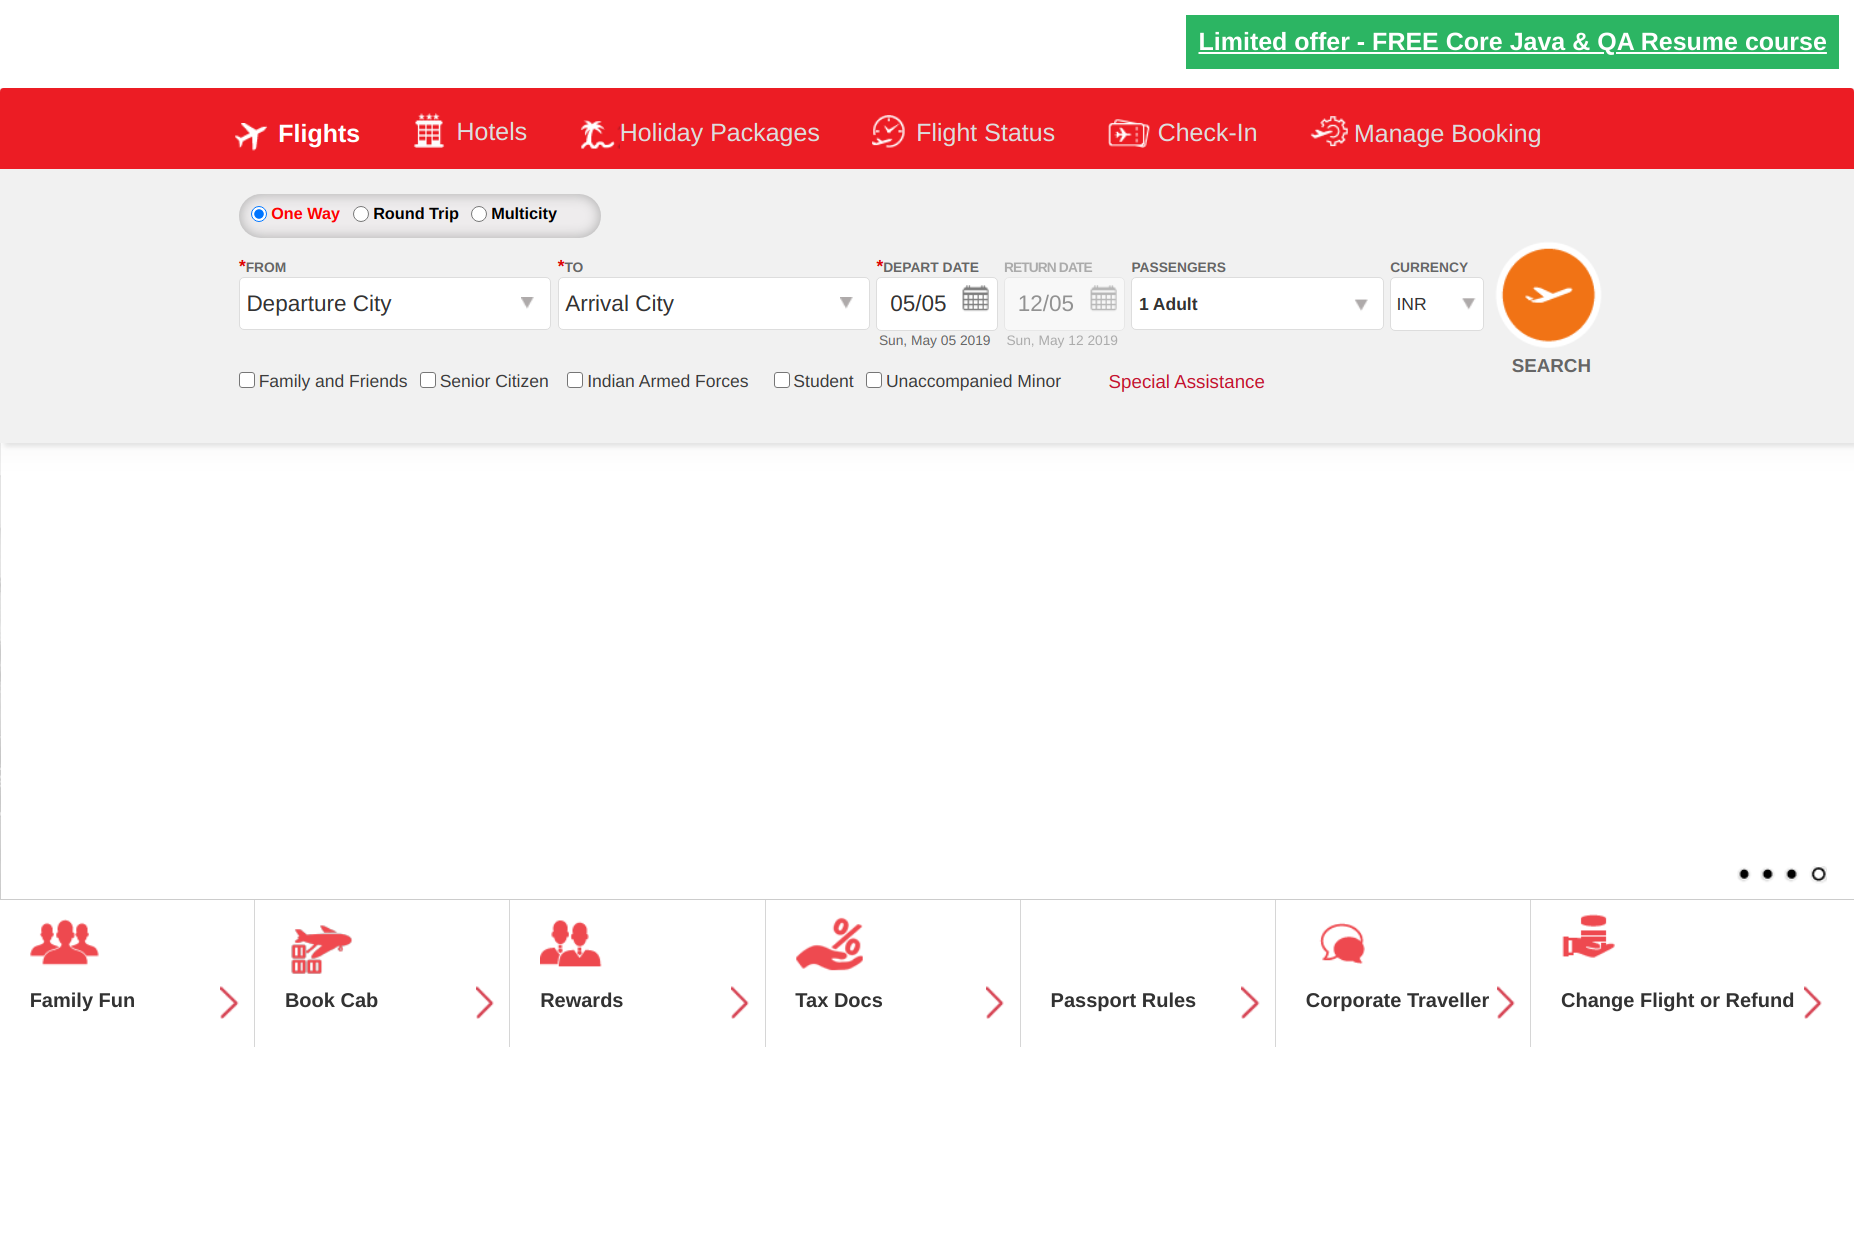 Limited offer - FREE Core Java & QA Resume course
Flights Hotels Holiday Packages Flight Status Check-In Manage Booking
One Way Round Trip Multicity
*FROM *TO *DEPART DATE RETURN DATE PASSENGERS CURRENCY
Departure City Arrival City 05/05 12/05 1 Adult INR
Sun, May 05 2019 Sun, May 12 2019
SEARCH
Family and Friends Senior Citizen Indian Armed Forces Student Unaccompanied Minor Special Assistance
Family Fun Book Cab Rewards Tax Docs Passport Rules Corporate Traveller Change Flight or Refund